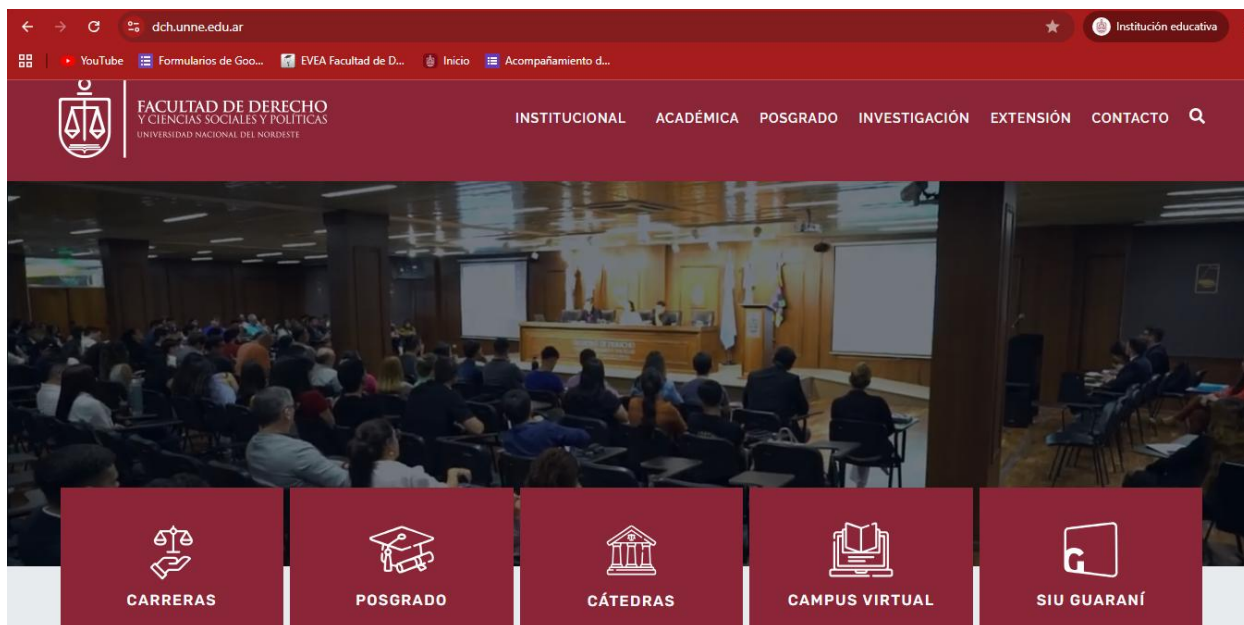 dch.unne.edu.ar
Institución educativa
YouTube
Formularios de Goo...
EVEA Facultad de D...
Inicio
Acompañamiento d...
FACULTAD DE DERECHO
Y CIENCIAS SOCIALES Y POLÍTICAS
UNIVERSIDAD NACIONAL DEL NORDESTE
INSTITUCIONAL
ACADÉMICA
POSGRADO
INVESTIGACIÓN
EXTENSIÓN
CONTACTO
CARRERAS
POSGRADO
CÁTEDRAS
CAMPUS VIRTUAL
G
SIU GUARANÍ